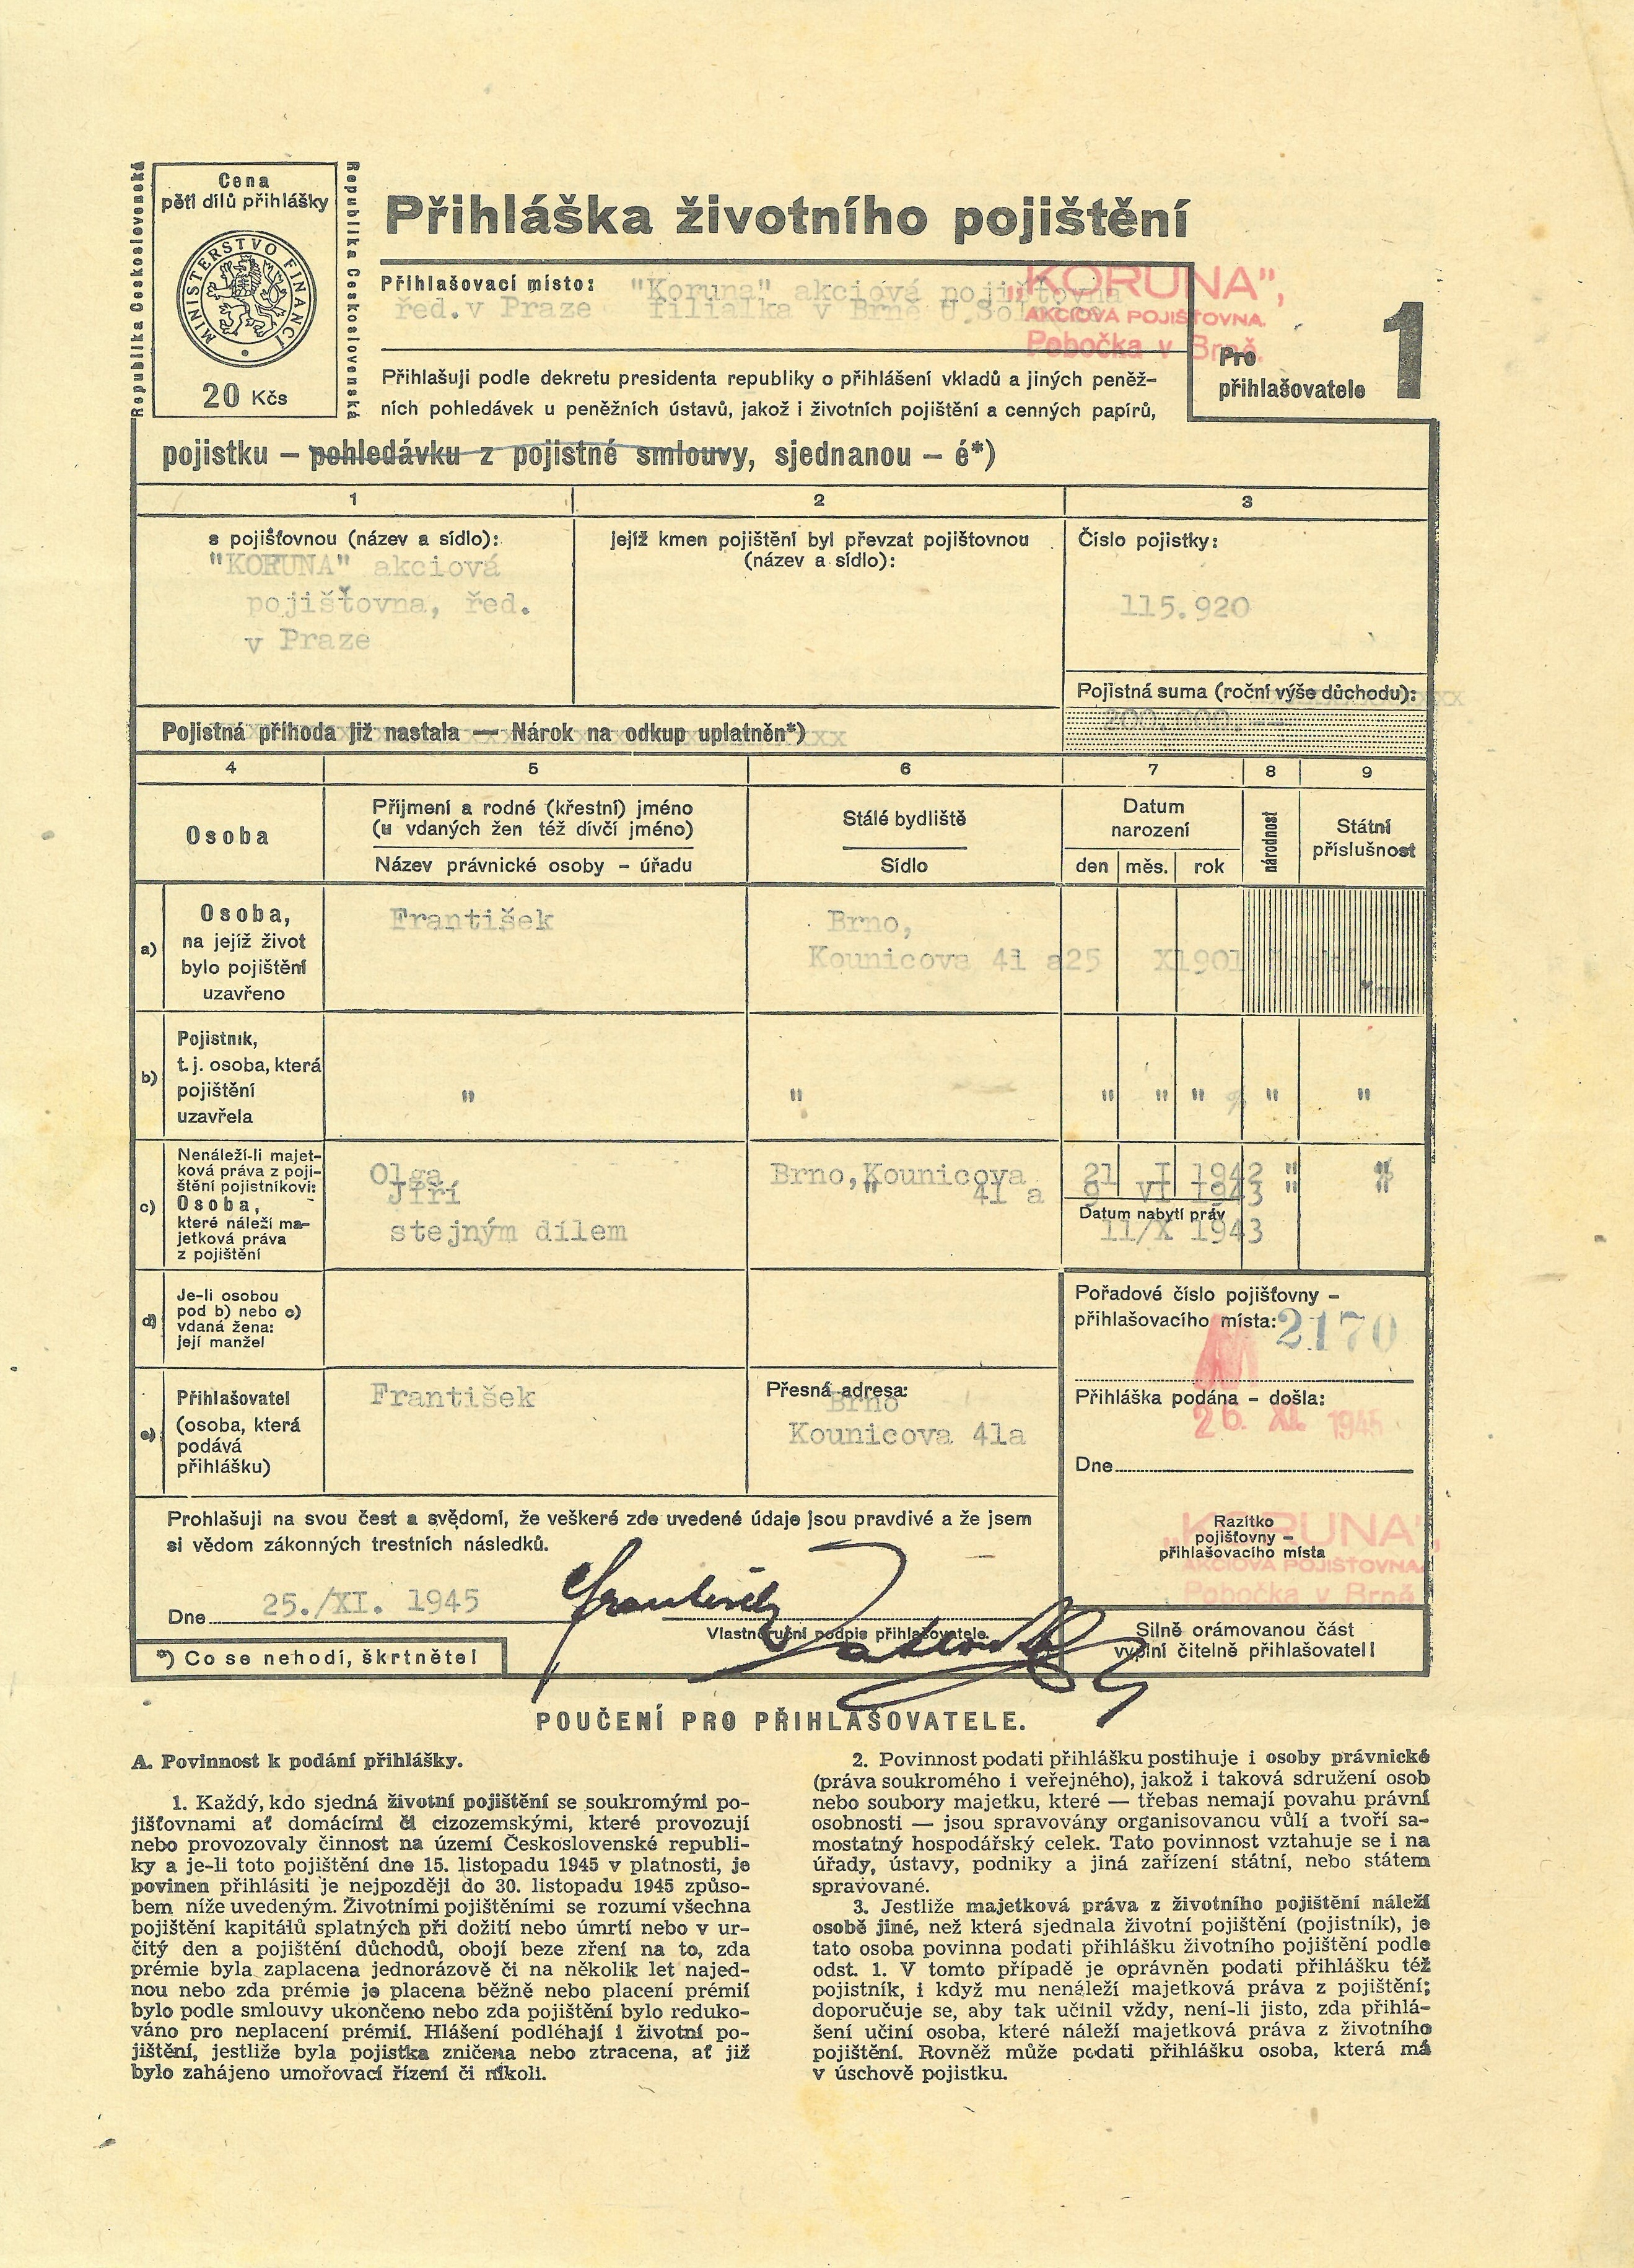 Republika Československá
Cena
pěti dílů přihlášky
MINISTERSTVO FINANCÍ
20 Kčs
Republika Československá
Přihláška životního pojištění
Přihlašovací místo: "Koruna" akciová pojišťovna
řed. v Praze filialka v Brně
„KORUNA",
AKCIOVÁ POJIŠŤOVNA.
Pobočka v Brně.
Pro
přihlašovatele
1
Přihlašuji podle dekretu presidenta republiky o přihlášení vkladů a jiných peněž-
ních pohledávek u peněžních ústavů, jakož i životních pojištění a cenných papírů,
pojistku – pohledávku z pojistné smlouvy, sjednanou – é*)
1 2 3
s pojišťovnou (název a sídlo):
"KORUNA" akciová
pojišťovna, řed.
v Praze
jejíž kmen pojištění byl převzat pojištovnou
(název a sídlo):
Číslo pojistky:
115.920
Pojistná suma (roční výše důchodu):
200.000.—
Pojistná příhoda již nastala — Nárok na odkup uplatněn*)
4 5 6 7 8 9
Osoba
Příjmení a rodné (křestní) jméno
(u vdaných žen též dívčí jméno)
Název právnické osoby – úřadu
Stálé bydliště
Sídlo
Datum
narození
den měs. rok
národnost
Státní
příslušnost
a)
Osoba,
na jejíž život
bylo pojištění
uzavřeno
František
Brno,
Kounicova 41 a
25 X 1901
b)
Pojistník,
t. j. osoba, která
pojištění
uzavřela
" " " " " " "
c)
Nenáleží-li majet-
ková práva z poji-
štění pojistníkovi:
Osoba,
které náleží ma-
jetková práva
z pojištění
Olga
Jiří
stejným dílem
Brno, Kounicova
" 41 a
21 I 1942 " "
9 VI 1943 " "
Datum nabytí práv
11/X 1943
d)
Je-li osobou
pod b) nebo c)
vdaná žena:
její manžel
Pořadové číslo pojišťovny –
přihlašovacího místa: 2170
e)
Přihlašovatel
(osoba, která
podává
přihlášku)
František
Přesná adresa:
Brno
Kounicova 41a
Přihláška podána – došla:
26. XI. 1945
Dne
Prohlašuji na svou čest a svědomí, že veškeré zde uvedené údaje jsou pravdivé a že jsem
si vědom zákonných trestních následků.
Dne 25./XI. 1945
František
Vlastnoruční podpis přihlašovatele.
Razítko
pojišťovny –
přihlašovacího místa
„KORUNA",
AKCIOVÁ POJIŠŤOVNA.
Pobočka v Brně
*) Co se nehodí, škrtněte!
Silně orámovanou část
vyplní čitelně přihlašovatel!
POUČENÍ PRO PŘIHLAŠOVATELE.
A. Povinnost k podání přihlášky.
1. Každý, kdo sjedná životní pojištění se soukromými po-
jišťovnami ať domácími či cizozemskými, které provozují
nebo provozovaly činnost na území Československé republi-
ky a je-li toto pojištění dne 15. listopadu 1945 v platnosti, je
povinen přihlásiti je nejpozději do 30. listopadu 1945 způso-
bem níže uvedeným. Životními pojištěními se rozumí všechna
pojištění kapitálů splatných při dožití nebo úmrtí nebo v ur-
čitý den a pojištění důchodů, obojí beze zření na to, zda
prémie byla zaplacena jednorázově či na několik let najed-
nou nebo zda prémie je placena běžně nebo placení prémií
bylo podle smlouvy ukončeno nebo zda pojištění bylo reduko-
váno pro neplacení prémií. Hlášení podléhají i životní po-
jištění, jestliže byla pojistka zničena nebo ztracena, ať již
bylo zahájeno umořovací řízení či nikoli.
2. Povinnost podati přihlášku postihuje i osoby právnické
(práva soukromého i veřejného), jakož i taková sdružení osob
nebo soubory majetku, které — třebas nemají povahu právní
osobnosti — jsou spravovány organisovanou vůlí a tvoří sa-
mostatný hospodářský celek. Tato povinnost vztahuje se i na
úřady, ústavy, podniky a jiná zařízení státní, nebo státem
spravované.
3. Jestliže majetková práva z životního pojištění náleží
osobě jiné, než která sjednala životní pojištění (pojistník), je
tato osoba povinna podati přihlášku životního pojištění podle
odst. 1. V tomto případě je oprávněn podati přihlášku též
pojistník, i když mu nenáleží majetková práva z pojištění;
doporučuje se, aby tak učinil vždy, není-li jisto, zda přihlá-
šení učiní osoba, které náleží majetková práva z životního
pojištění. Rovněž může podati přihlášku osoba, která má
v úschově pojistku.